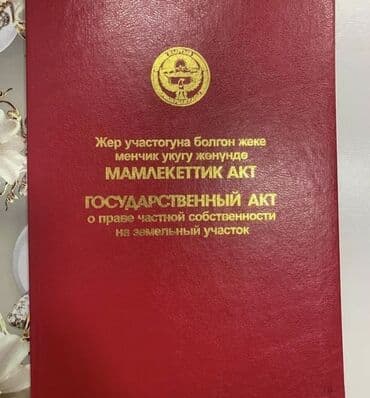 Жер участогуна болгон жеке
менчик укугу жөнүндө
МАМЛЕКЕТТИК АКТ
ГОСУДАРСТВЕННЫЙ АКТ
о праве частной собственности
на земельный участок